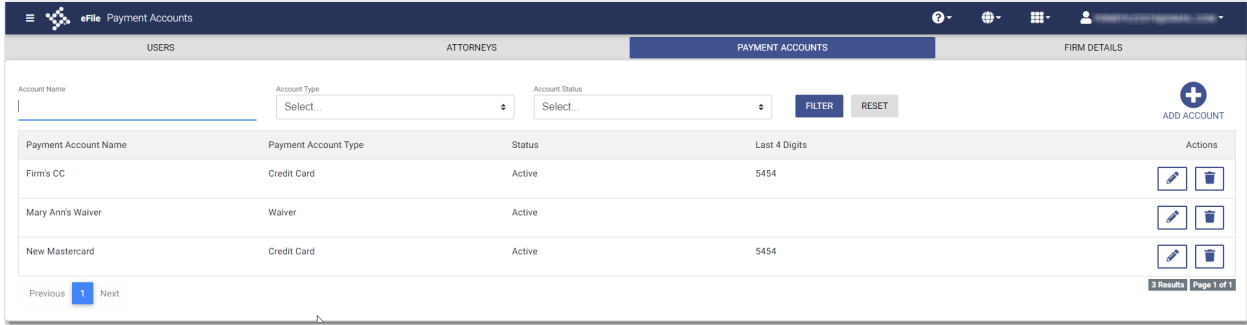 eFile Payment Accounts
USERS ATTORNEYS PAYMENT ACCOUNTS FIRM DETAILS
Account Name Account Type Account Status
Select... Select... FILTER RESET
ADD ACCOUNT
Payment Account Name Payment Account Type Status Last 4 Digits Actions
Firm's CC Credit Card Active 5454
Mary Ann's Waiver Waiver Active
New Mastercard Credit Card Active 5454
Previous 1 Next 3 Results Page 1 of 1